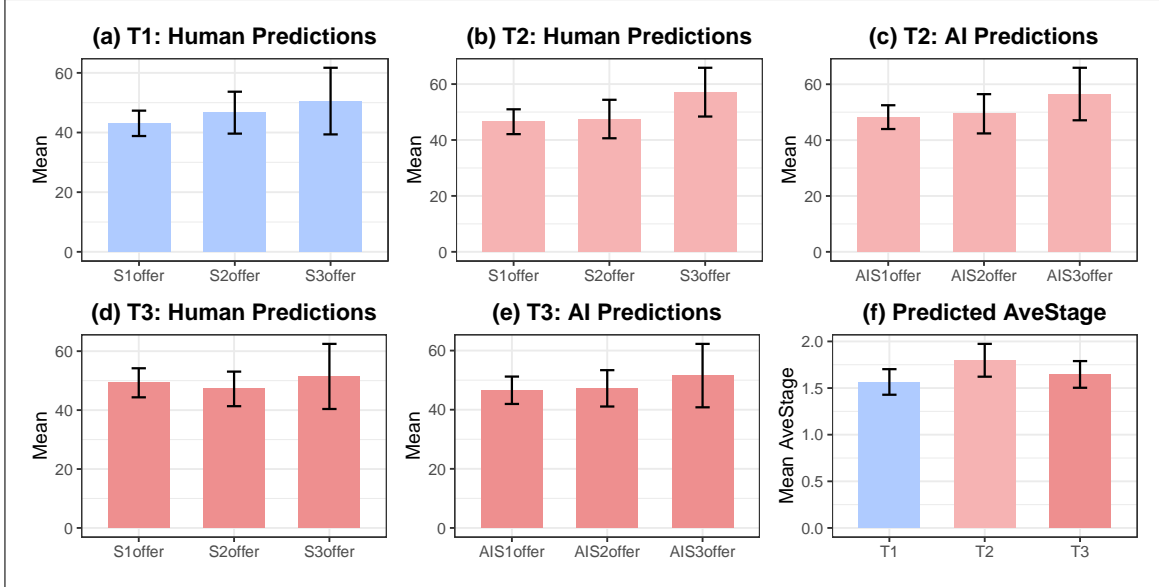 (a) T1: Human Predictions
Mean
60
40
20
0
S1offer S2offer S3offer
(b) T2: Human Predictions
Mean
60
40
20
0
S1offer S2offer S3offer
(c) T2: AI Predictions
Mean
60
40
20
0
AIS1offer AIS2offer AIS3offer
(d) T3: Human Predictions
Mean
60
40
20
0
S1offer S2offer S3offer
(e) T3: AI Predictions
Mean
60
40
20
0
AIS1offer AIS2offer AIS3offer
(f) Predicted AveStage
Mean AveStage
2.0
1.5
1.0
0.5
0.0
T1 T2 T3